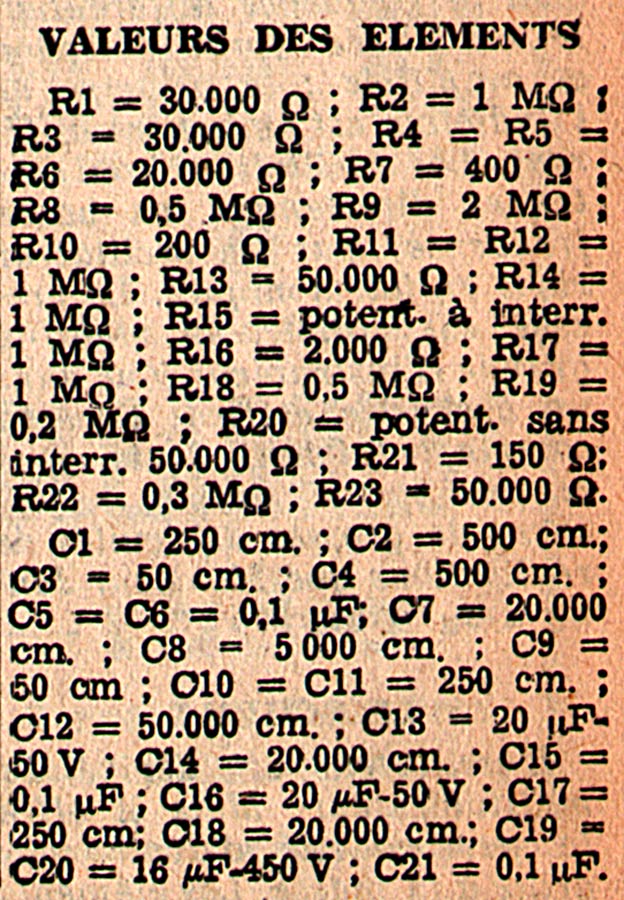 VALEURS DES ELEMENTS
R1 = 30.000 Ω ; R2 = 1 MΩ ;
R3 = 30.000 Ω ; R4 = R5 =
R6 = 20.000 Ω ; R7 = 400 Ω ;
R8 = 0,5 MΩ ; R9 = 2 MΩ ;
R10 = 200 Ω ; R11 = R12 =
1 MΩ ; R13 = 50.000 Ω ; R14 =
1 MΩ ; R15 = potent. à interr.
1 MΩ ; R16 = 2.000 Ω ; R17 =
1 MΩ ; R18 = 0,5 MΩ ; R19 =
0,2 MΩ ; R20 = potent. sans
interr. 50.000 Ω ; R21 = 150 Ω;
R22 = 0,3 MΩ ; R23 = 50.000 Ω.
C1 = 250 cm. ; C2 = 500 cm.;
C3 = 50 cm. ; C4 = 500 cm. ;
C5 = C6 = 0,1 µF; C7 = 20.000
cm. ; C8 = 5 000 cm. ; C9 =
50 cm ; C10 = C11 = 250 cm. ;
C12 = 50.000 cm. ; C13 = 20 µF-
50 V ; C14 = 20.000 cm. ; C15 =
0,1 µF ; C16 = 20 µF-50 V ; C17 =
250 cm; C18 = 20.000 cm.; C19 =
C20 = 16 µF-450 V ; C21 = 0,1 µF.